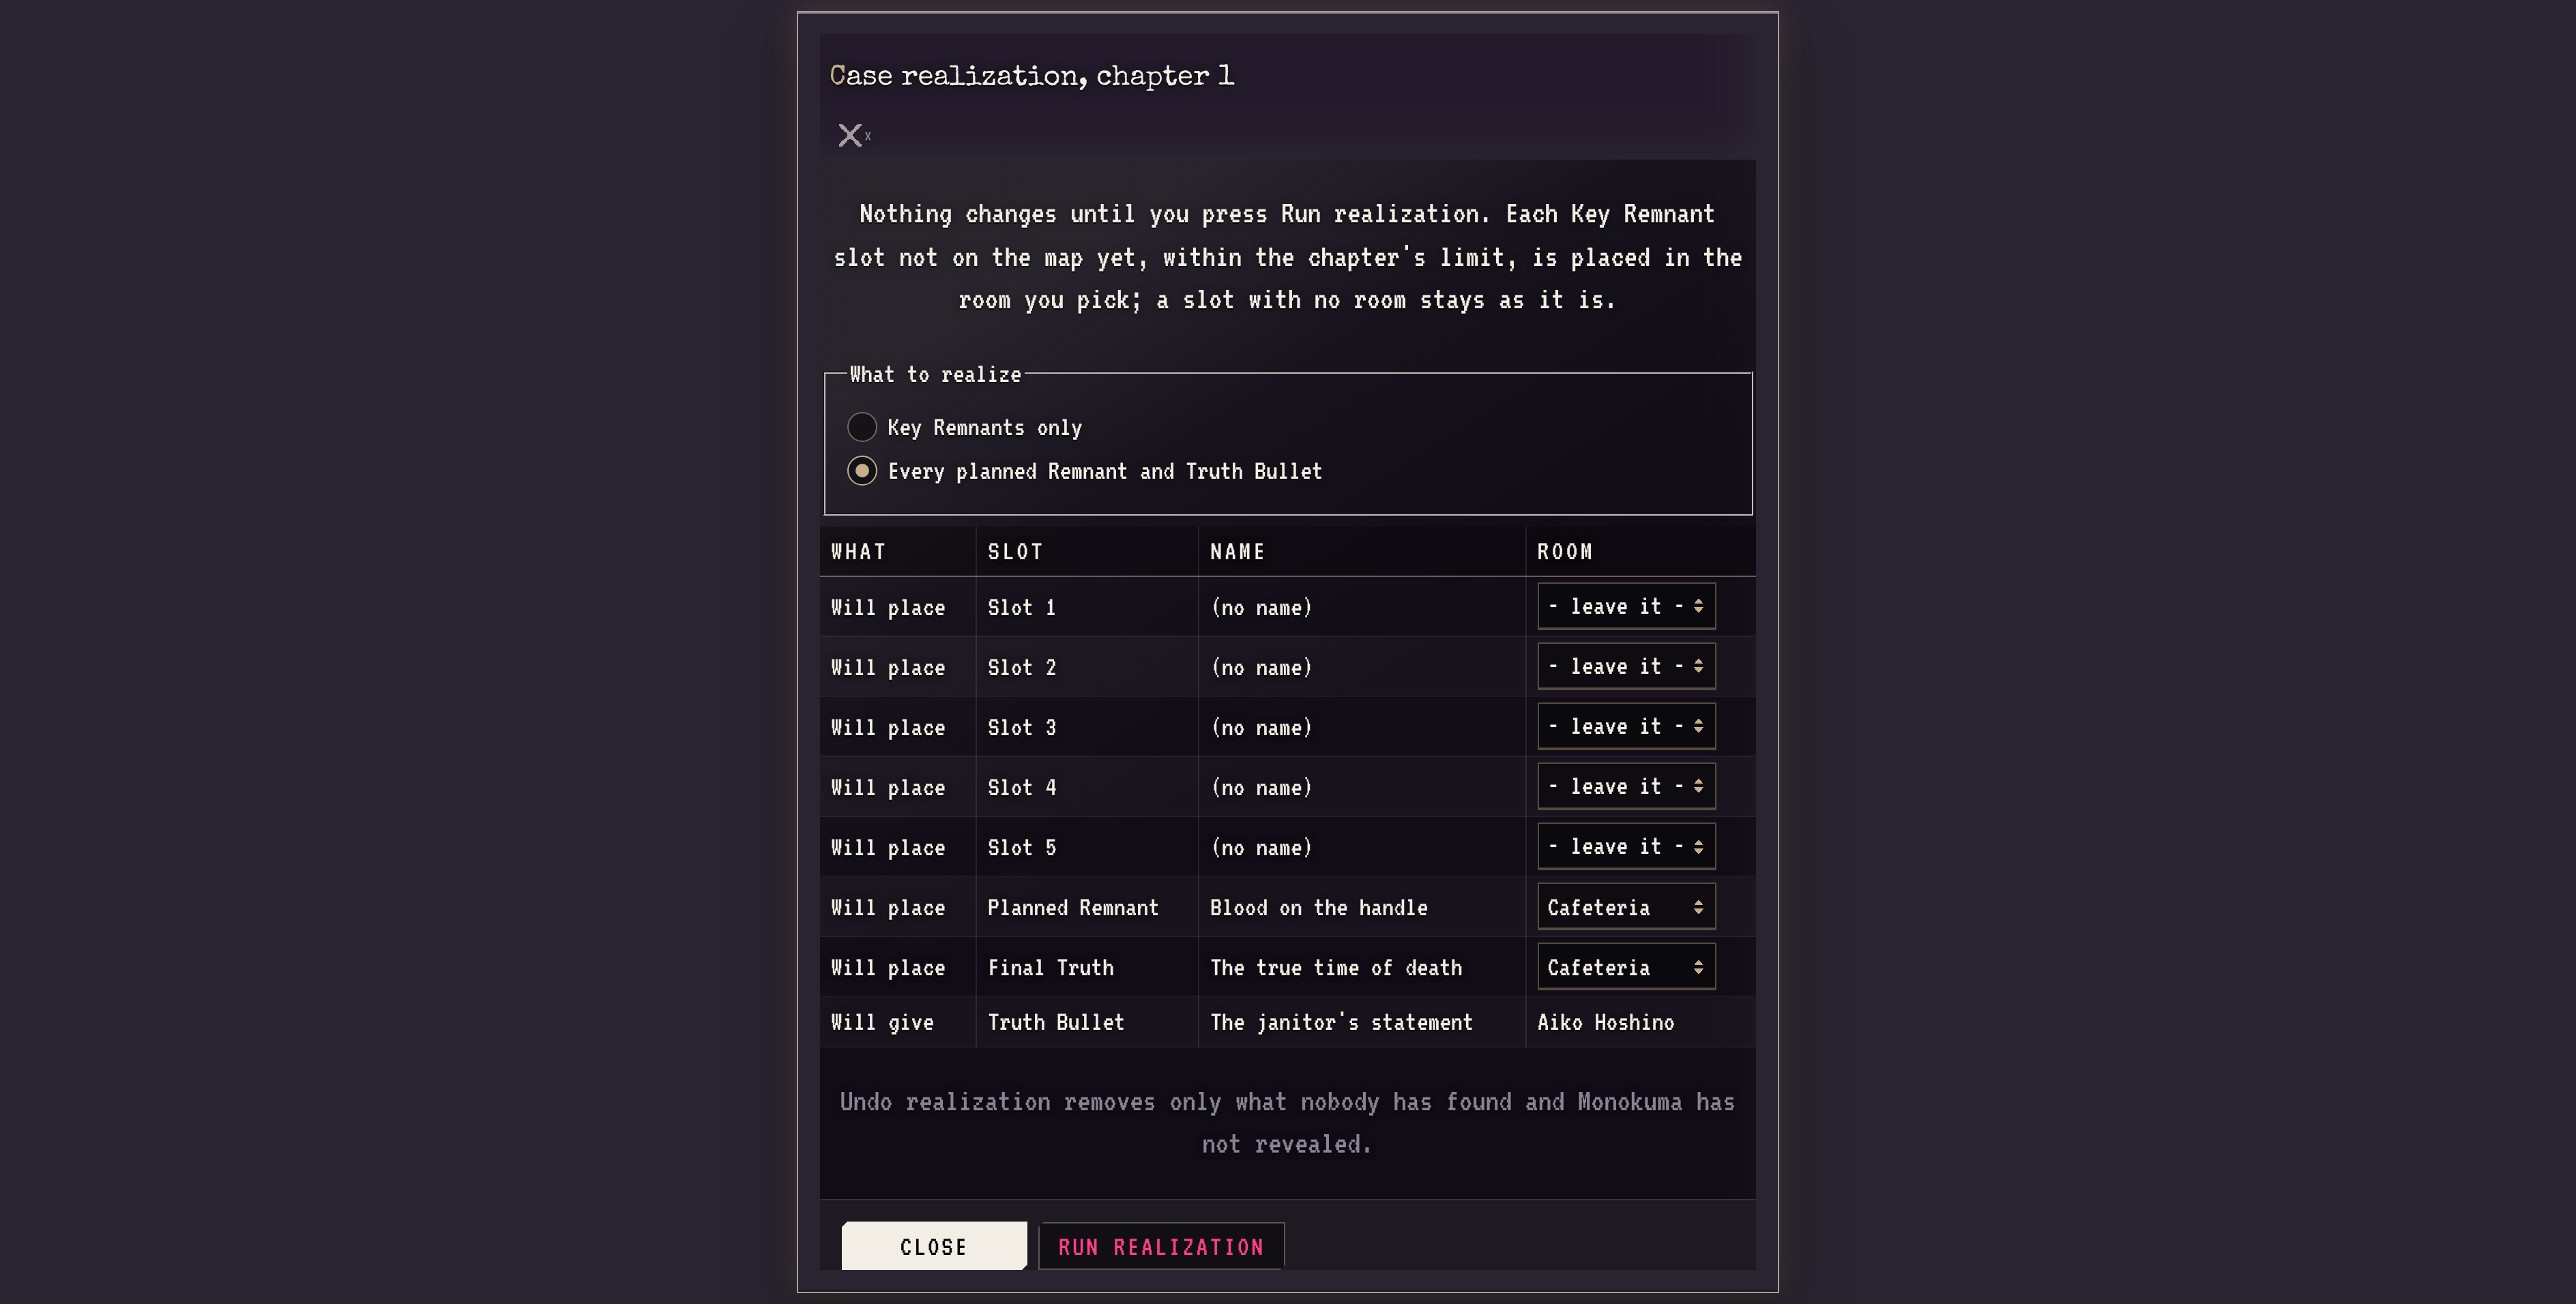 Case realization, chapter 1
X
Nothing changes until you press Run realization. Each Key Remnant
slot not on the map yet, within the chapter's limit, is placed in the
room you pick; a slot with no room stays as it is.
What to realize
Key Remnants only
Every planned Remnant and Truth Bullet
WHAT SLOT NAME ROOM
Will place Slot 1 (no name) - leave it -
Will place Slot 2 (no name) - leave it -
Will place Slot 3 (no name) - leave it -
Will place Slot 4 (no name) - leave it -
Will place Slot 5 (no name) - leave it -
Will place Planned Remnant Blood on the handle Cafeteria
Will place Final Truth The true time of death Cafeteria
Will give Truth Bullet The janitor's statement Aiko Hoshino
Undo realization removes only what nobody has found and Monokuma has
not revealed.
CLOSE RUN REALIZATION